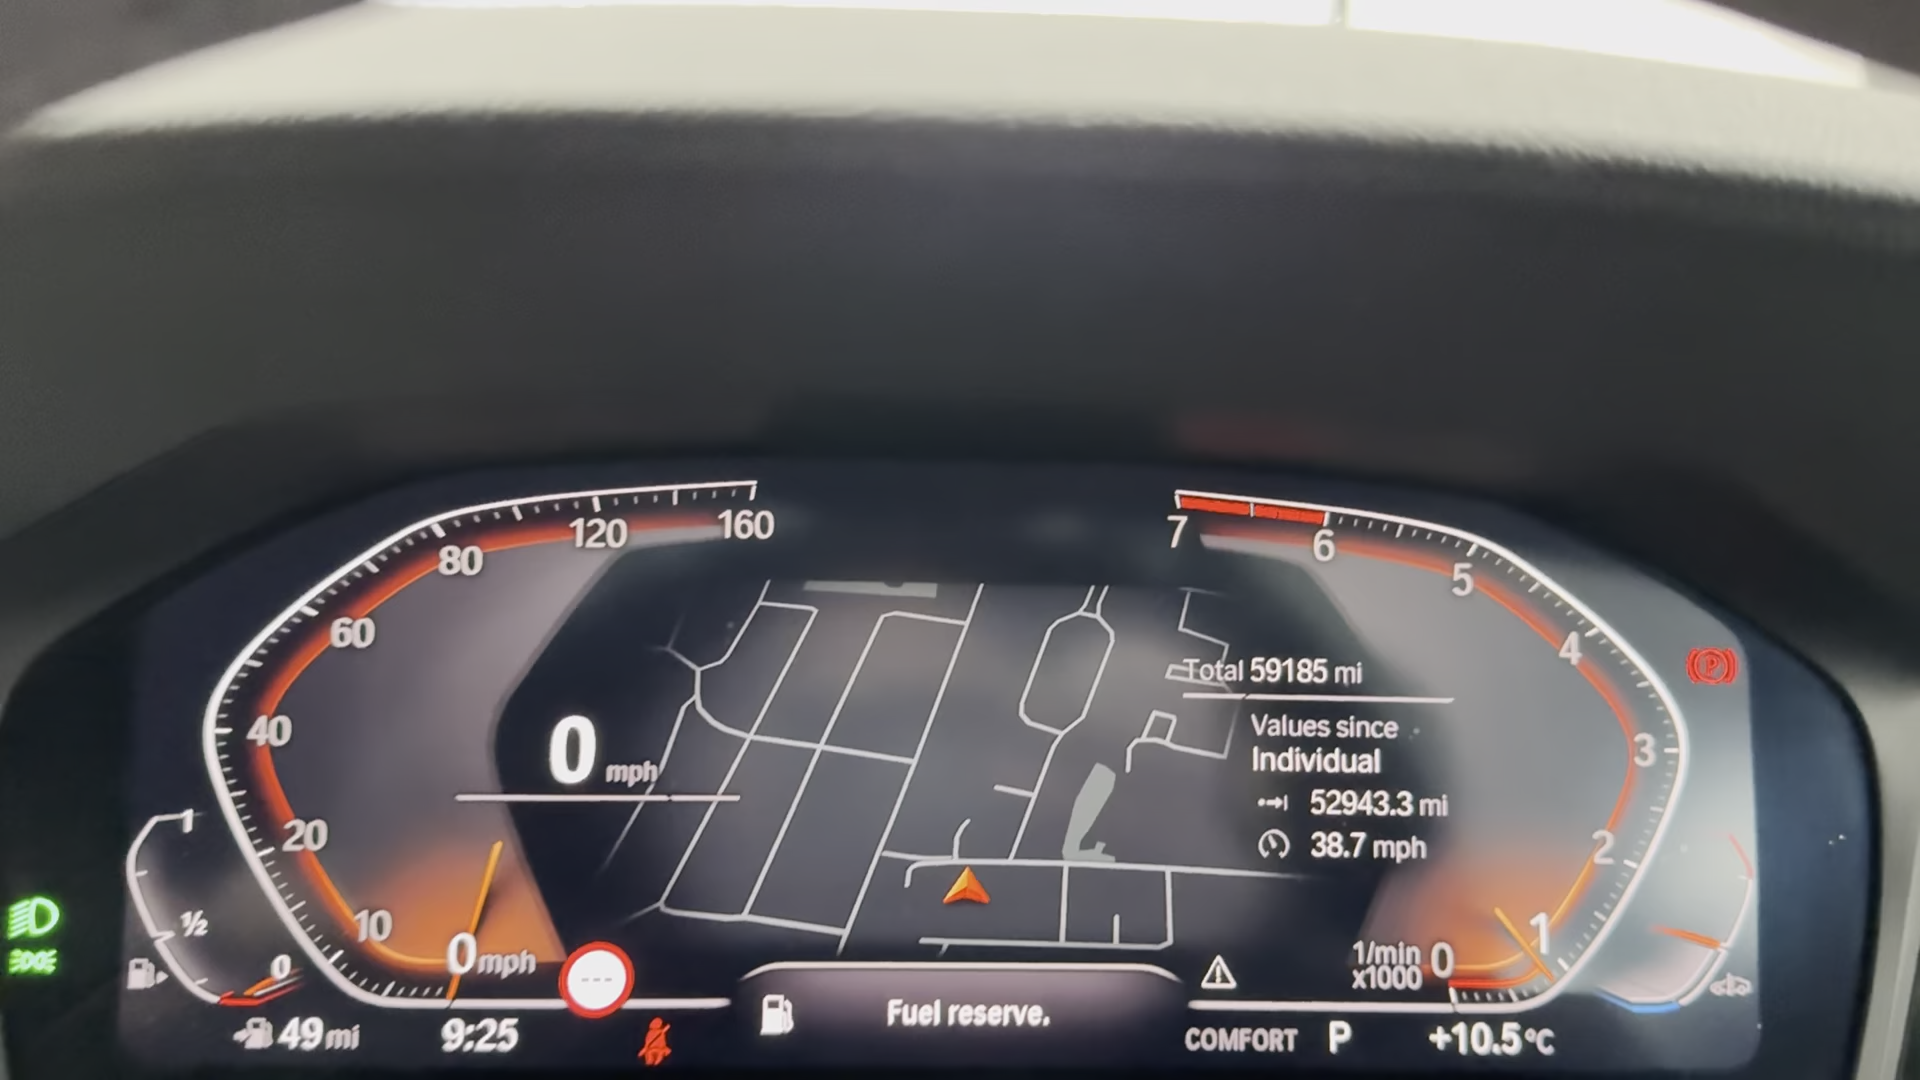 160
120
80
60
40
20
10
0 mph
0 mph
7
6
5
4
3
2
1
0
1/min
x1000
Total 59185 mi
Values since
Individual
52943.3 mi
38.7 mph
1
½
0
49 mi
9:25
---
Fuel reserve.
COMFORT P
+10.5°C
P